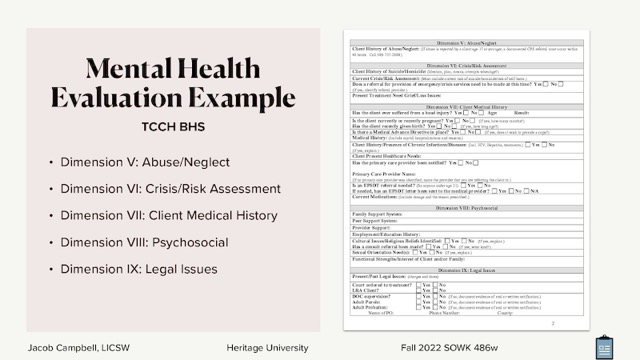 Mental Health
Evaluation Example
TCCH BHS
• Dimension V: Abuse/Neglect
• Dimension VI: Crisis/Risk Assessment
• Dimension VII: Client Medical History
• Dimension VIII: Psychosocial
• Dimension IX: Legal Issues
Dimension V: Abuse/Neglect
Client History of Abuse/Neglect:
Dimension VI: Crisis/Risk Assessment
Client History of Suicide/Homicide:
Current Crisis/Risk Assessment:
Does a referral for provision of emergency/crisis services need to be made at this time? Yes No
Present Treatment Need Grief/Loss Issues:
Dimension VII: Client Medical History
Has the client ever suffered from a head injury? Yes No Age: Result:
Is the client currently or recently pregnant? Yes No
Has the client recently given birth? Yes No
Is there a Medical Advance Directive in place? Yes No
Medical History:
Client History/Presence of Chronic Infections/Diseases: Yes No
Client Present Healthcare Needs:
Has the primary care provider been notified? Yes No
Primary Care Provider Name:
Is an EPSDT referral needed? Yes No
If needed, has an EPSDT letter been sent to the medical provider? Yes No N/A
Current Medications:
Dimension VIII: Psychosocial
Family Support System:
Peer Support System:
Provider Support:
Employment/Education History:
Cultural Issues/Religious Beliefs Identified: Yes No
Has a consult referral been made? Yes No
Sexual Orientation Need(s): Yes No
Functional Strengths/Interests of Client and/or Family:
Dimension IX: Legal Issues
Present/Past Legal Issues:
Court ordered to treatment? Yes No
LRA Client? Yes No
DOC supervision? Yes No
Adult Parole: Yes No
Adult Probation: Yes No
Name of PO: Phone Number: County:
2
Jacob Campbell, LICSW
Heritage University
Fall 2022 SOWK 486w